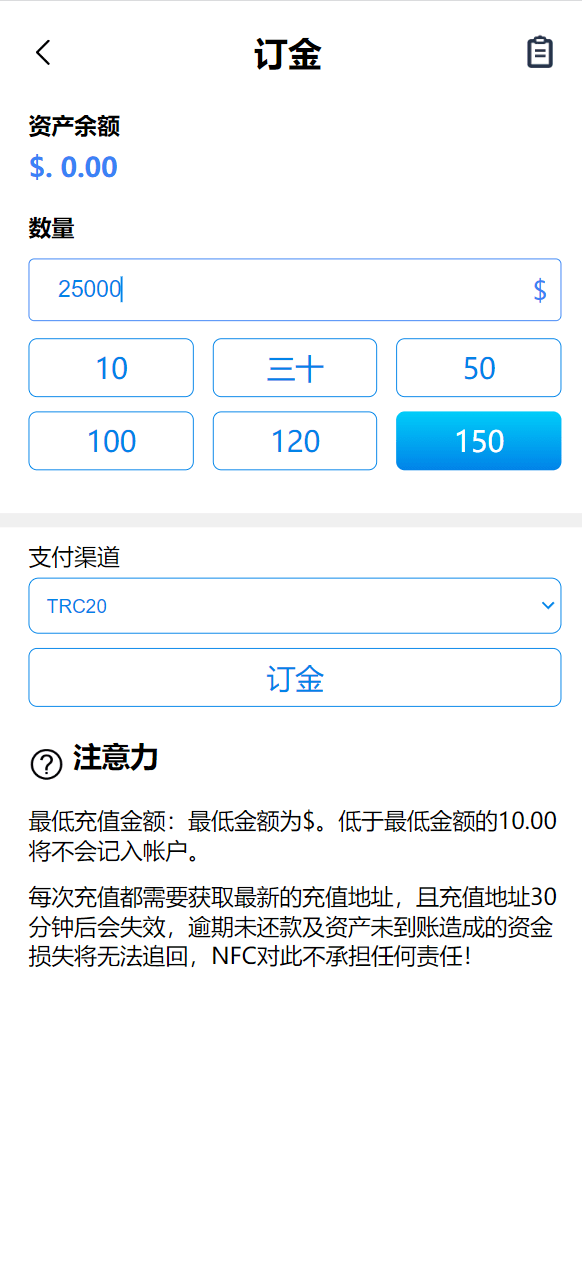 订金
资产余额
$. 0.00
数量
25000
$
10
三十
50
100
120
150
支付渠道
TRC20
订金
注意力
最低充值金额：最低金额为$。低于最低金额的10.00
将不会记入帐户。
每次充值都需要获取最新的充值地址，且充值地址30
分钟后会失效，逾期未还款及资产未到账造成的资金
损失将无法追回，NFC对此不承担任何责任！